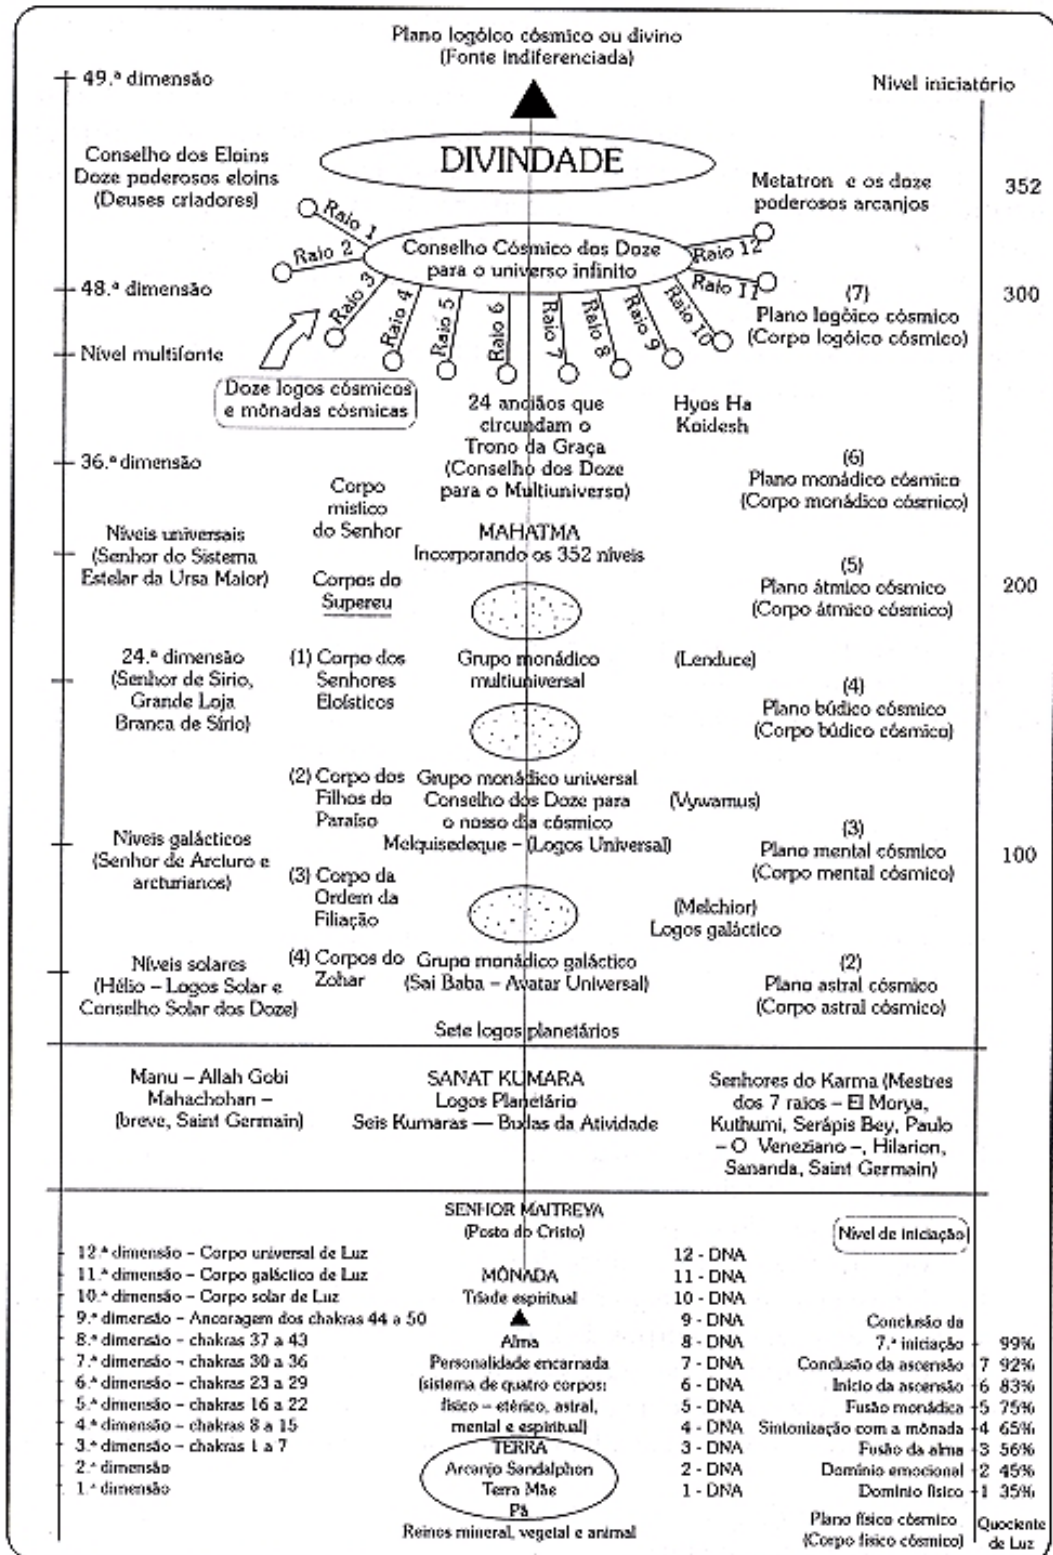 Plano logóico cósmico ou divino
(Fonte Indiferenciada)
49.ª dimensão
Nível iniciatório
DIVINDADE
Conselho dos Eloins
Doze poderosos eloins
(Deuses criadores)
Metatron e os doze
poderosos arcanjos
352
Raio 1
Raio 2
Raio 3
Raio 4
Raio 5
Raio 6
Raio 7
Raio 8
Raio 9
Raio 10
Raio 11
Raio 12
Conselho Cósmico dos Doze
para o universo infinito
48.ª dimensão
(7)
Plano logóico cósmico
(Corpo logóico cósmico)
300
Nível multifonte
Doze logos cósmicos
e mônadas cósmicas
24 anciãos que
circundam o
Trono da Graça
(Conselho dos Doze
para o Multiuniverso)
Hyos Ha
Koidesh
36.ª dimensão
(6)
Plano monádico cósmico
(Corpo monádico cósmico)
Corpo
místico
do Senhor
MAHATMA
Incorporando os 352 níveis
Níveis universais
(Senhor do Sistema
Estelar da Ursa Maior)
Corpos do
Supereu
(5)
Plano átmico cósmico
(Corpo átmico cósmico)
200
24.ª dimensão
(Senhor de Sírio,
Grande Loja
Branca de Sírio)
(1) Corpo dos
Senhores
Eloísticos
Grupo monádico
multiuniversal
(Lenduce)
(4)
Plano búdico cósmico
(Corpo búdico cósmico)
(2) Corpo dos
Filhos do
Paraíso
Grupo monádico universal
Conselho dos Doze para
o nosso dia cósmico
Melquisedeque – (Logos Universal)
(Vywamus)
Níveis galácticos
(Senhor de Arcturo e
arcturianos)
(3)
Plano mental cósmico
(Corpo mental cósmico)
100
(3) Corpo da
Ordem da
Filiação
(Melchior)
Logos galáctico
Níveis solares
(Hélio – Logos Solar e
Conselho Solar dos Doze)
(4) Corpos do
Zohar
Grupo monádico galáctico
(Sai Baba – Avatar Universal)
(2)
Plano astral cósmico
(Corpo astral cósmico)
Sete logos planetários
Manu – Allah Gobi
Mahachohan –
(breve, Saint Germain)
SANAT KUMARA
Logos Planetário
Seis Kumaras — Budas da Atividade
Senhores do Karma (Mestres
dos 7 raios – El Morya,
Kuthumi, Serápis Bey, Paulo
– O Veneziano –, Hilarion,
Sananda, Saint Germain)
SENHOR MAITREYA
(Posto do Cristo)
Nível de iniciação
12.ª dimensão – Corpo universal de Luz
11.ª dimensão – Corpo galáctico de Luz
10.ª dimensão – Corpo solar de Luz
9.ª dimensão – Ancoragem dos chakras 44 a 50
8.ª dimensão – chakras 37 a 43
7.ª dimensão – chakras 30 a 36
6.ª dimensão – chakras 23 a 29
5.ª dimensão – chakras 16 a 22
4.ª dimensão – chakras 8 a 15
3.ª dimensão – chakras 1 a 7
2.ª dimensão
1.ª dimensão
MÔNADA
Tríade espiritual
Alma
Personalidade encarnada
(sistema de quatro corpos:
físico – etérico, astral,
mental e espiritual)
TERRA
Arcanjo Sandalphon
Terra Mãe
Pã
Reinos mineral, vegetal e animal
12 - DNA
11 - DNA
10 - DNA
9 - DNA
8 - DNA
7 - DNA
6 - DNA
5 - DNA
4 - DNA
3 - DNA
2 - DNA
1 - DNA
Conclusão da
7.ª iniciação 99%
Conclusão da ascensão 7 92%
Início da ascensão 6 83%
Fusão monádica 5 75%
Sintonização com a mônada 4 65%
Fusão da alma 3 56%
Domínio emocional 2 45%
Domínio físico 1 35%
Plano físico cósmico
(Corpo físico cósmico)
Quociente
de Luz